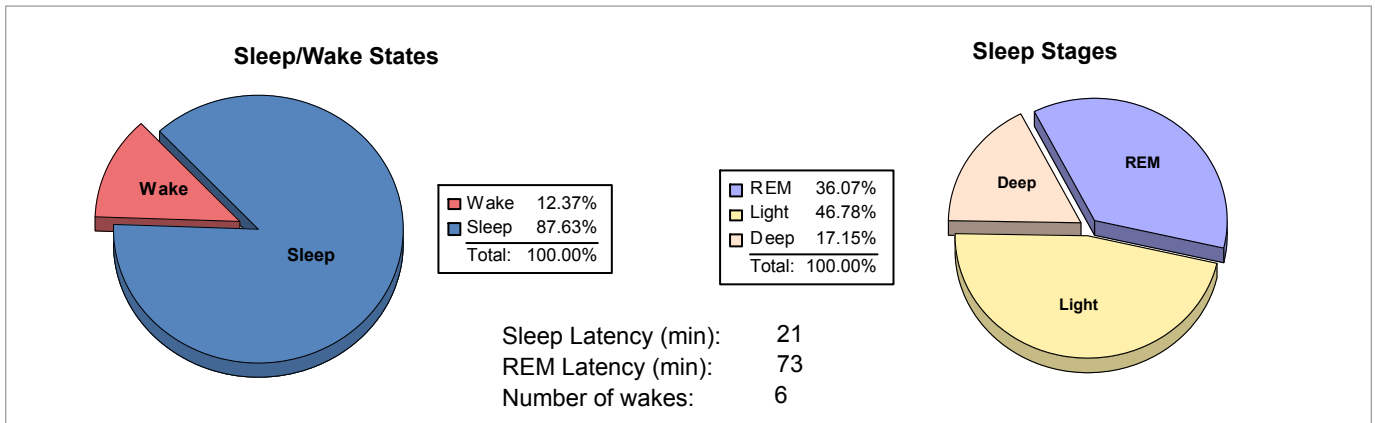 Sleep/Wake States
Wake
Sleep
Wake 12.37%
Sleep 87.63%
Total: 100.00%
Sleep Stages
REM
Deep
Light
REM 36.07%
Light 46.78%
Deep 17.15%
Total: 100.00%
Sleep Latency (min): 21
REM Latency (min): 73
Number of wakes: 6